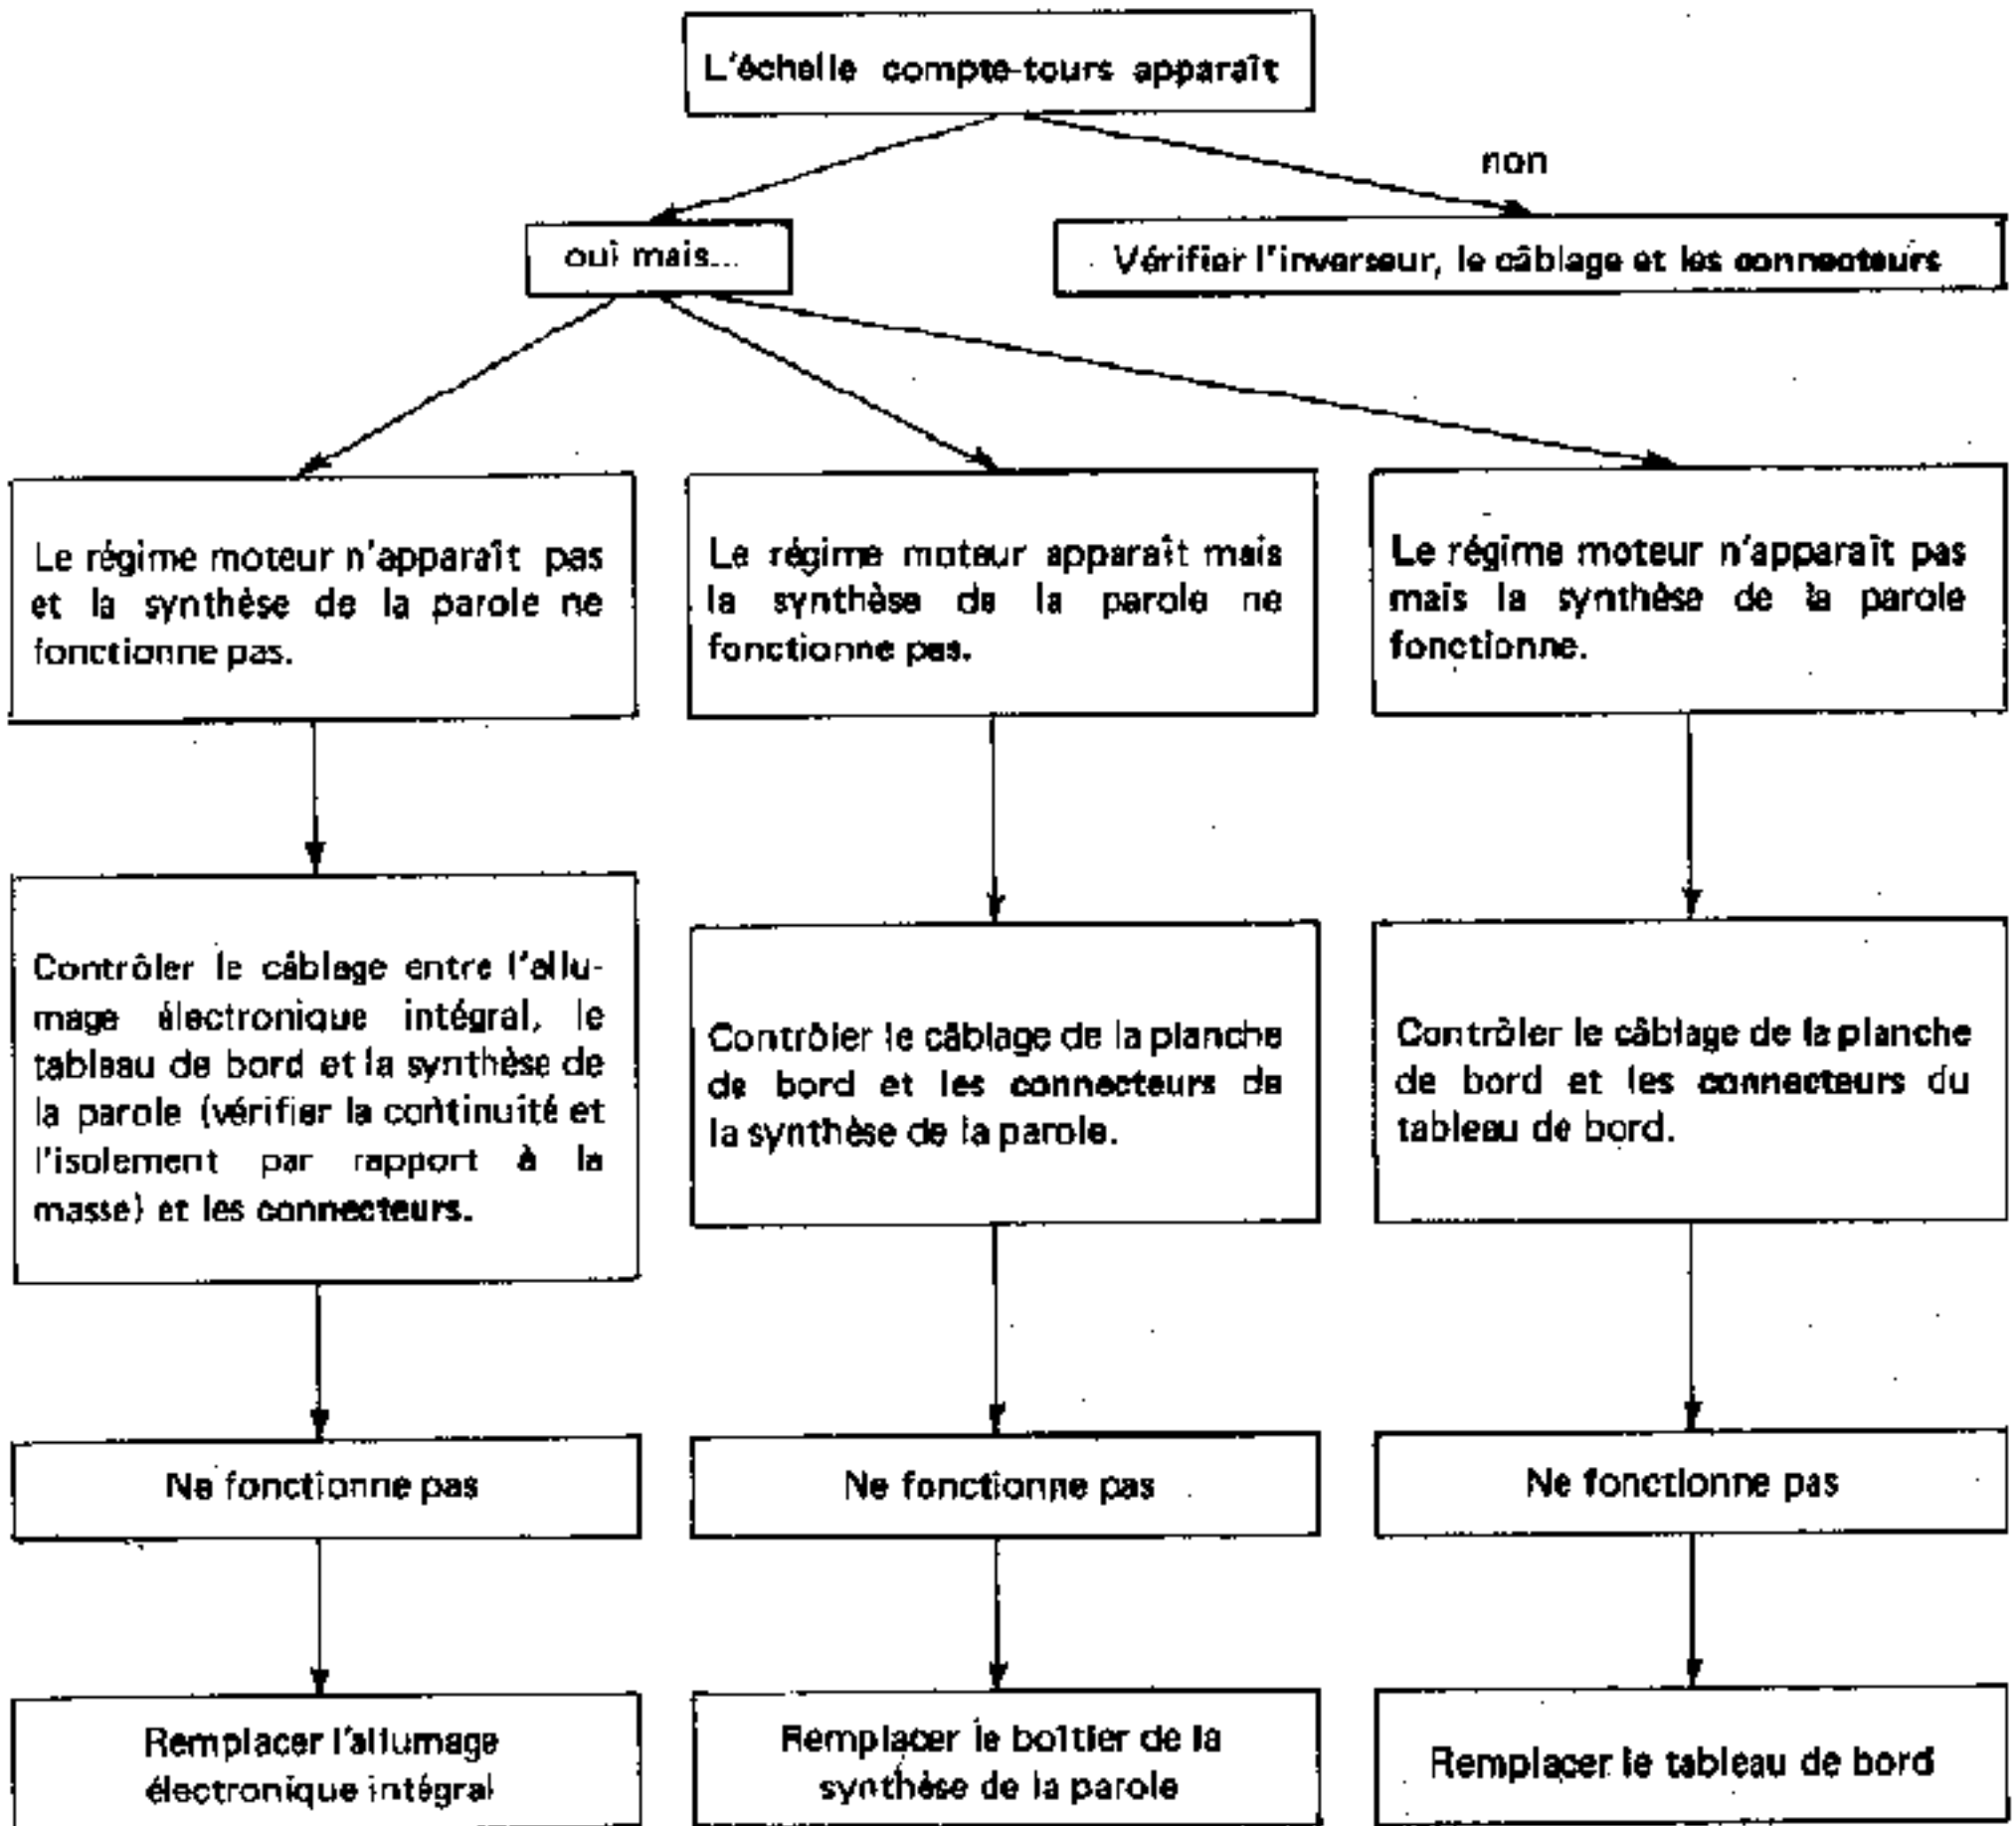 L'échelle compte-tours apparaît
non
oui mais...
Vérifier l'inverseur, le câblage et les connecteurs
Le régime moteur n'apparaît pas
et la synthèse de la parole ne
fonctionne pas.
Le régime moteur apparaît mais
la synthèse de la parole ne
fonctionne pas.
Le régime moteur n'apparaît pas
mais la synthèse de la parole
fonctionne.
Contrôler le câblage entre l'allu-
mage électronique intégral, le
tableau de bord et la synthèse de
la parole (vérifier la continuité et
l'isolement par rapport à la
masse) et les connecteurs.
Contrôler le câblage de la planche
de bord et les connecteurs de
la synthèse de la parole.
Contrôler le câblage de la planche
de bord et les connecteurs du
tableau de bord.
Ne fonctionne pas
Ne fonctionne pas
Ne fonctionne pas
Remplacer l'allumage
électronique intégral
Remplacer le boîtier de la
synthèse de la parole
Remplacer le tableau de bord